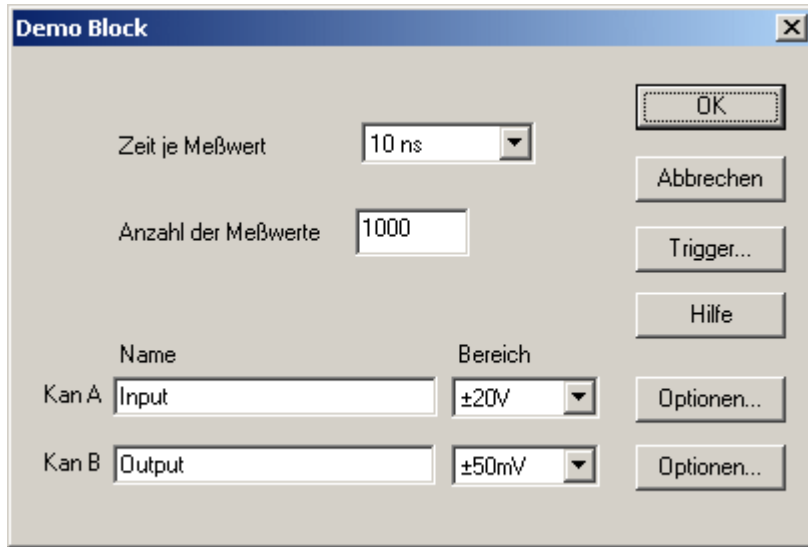 Demo Block
OK
Zeit je Meßwert 10 ns
Abbrechen
Anzahl der Meßwerte 1000
Trigger...
Hilfe
Name Bereich
Kan A Input ±20V Optionen...
Kan B Output ±50mV Optionen...